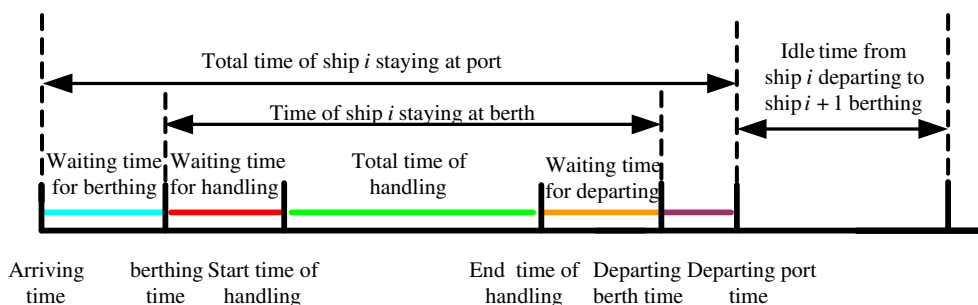 Total time of ship i staying at port
Idle time from
ship i departing to
ship i + 1 berthing
Time of ship i staying at berth
Waiting time
for berthing
Waiting time
for handling
Total time of
handling
Waiting time
for departing
Arriving
time
berthing
time
Start time of
handling
End time of
handling
Departing
berth time
Departing port
time